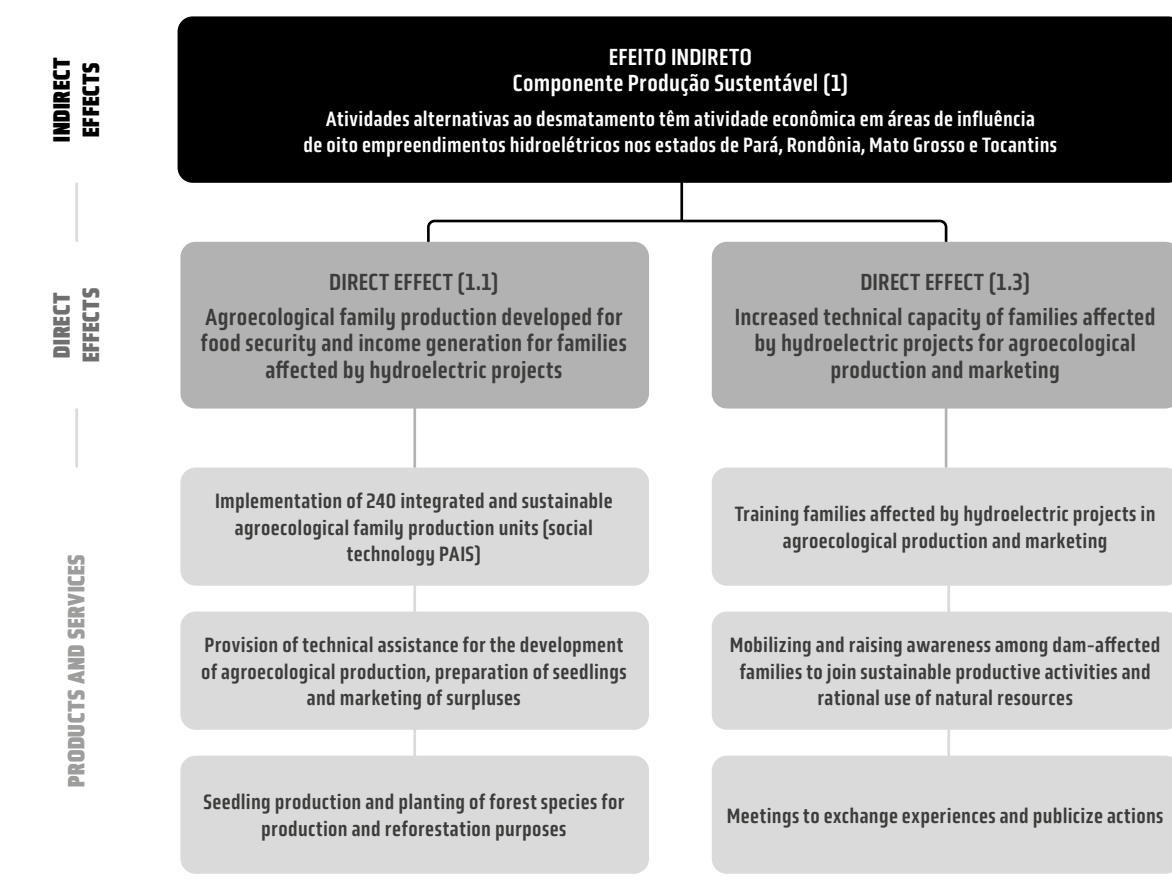 INDIRECT
EFFECTS
EFEITO INDIRETO
Componente Produção Sustentável (1)
Atividades alternativas ao desmatamento têm atividade econômica em áreas de influência
de oito empreendimentos hidroelétricos nos estados de Pará, Rondônia, Mato Grosso e Tocantins
DIRECT
EFFECTS
DIRECT EFFECT (1.1)
Agroecological family production developed for
food security and income generation for families
affected by hydroelectric projects
DIRECT EFFECT (1.3)
Increased technical capacity of families affected
by hydroelectric projects for agroecological
production and marketing
PRODUCTS AND SERVICES
Implementation of 240 integrated and sustainable
agroecological family production units (social
technology PAIS)
Provision of technical assistance for the development
of agroecological production, preparation of seedlings
and marketing of surpluses
Seedling production and planting of forest species for
production and reforestation purposes
Training families affected by hydroelectric projects in
agroecological production and marketing
Mobilizing and raising awareness among dam-affected
families to join sustainable productive activities and
rational use of natural resources
Meetings to exchange experiences and publicize actions